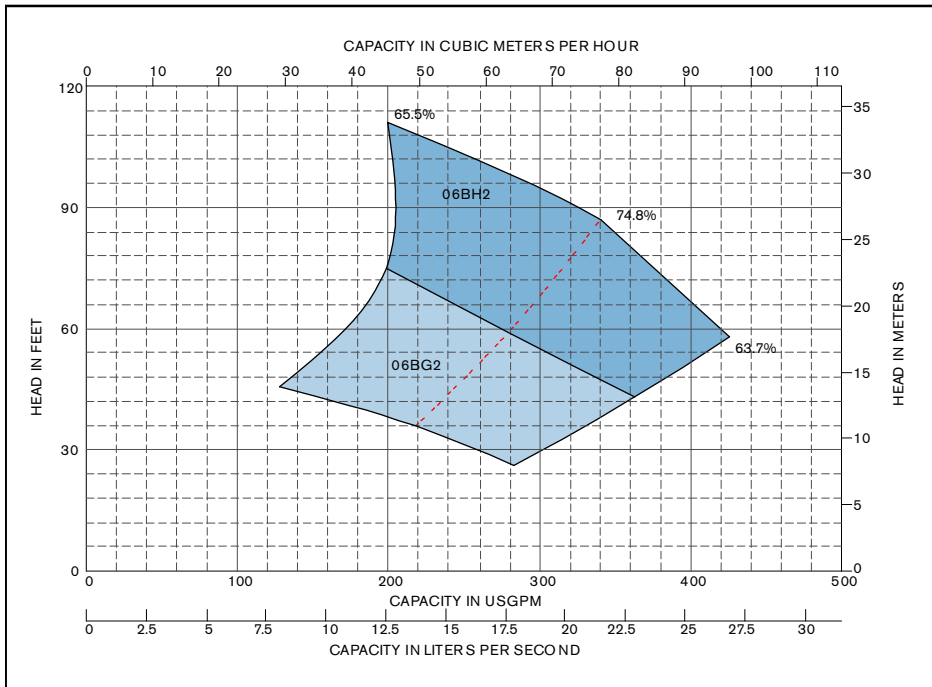 CAPACITY IN CUBIC METERS PER HOUR
0 10 20 30 40 50 60 70 80 90 100 110
120
65.5%
35
30
06BH2
90
74.8%
25
20
60
63.7%
06BG2
15
10
30
5
0
0
HEAD IN FEET
HEAD IN METERS
0 100 200 300 400 500
CAPACITY IN USGPM
0 2.5 5 7.5 10 12.5 15 17.5 20 22.5 25 27.5 30
CAPACITY IN LITERS PER SECOND